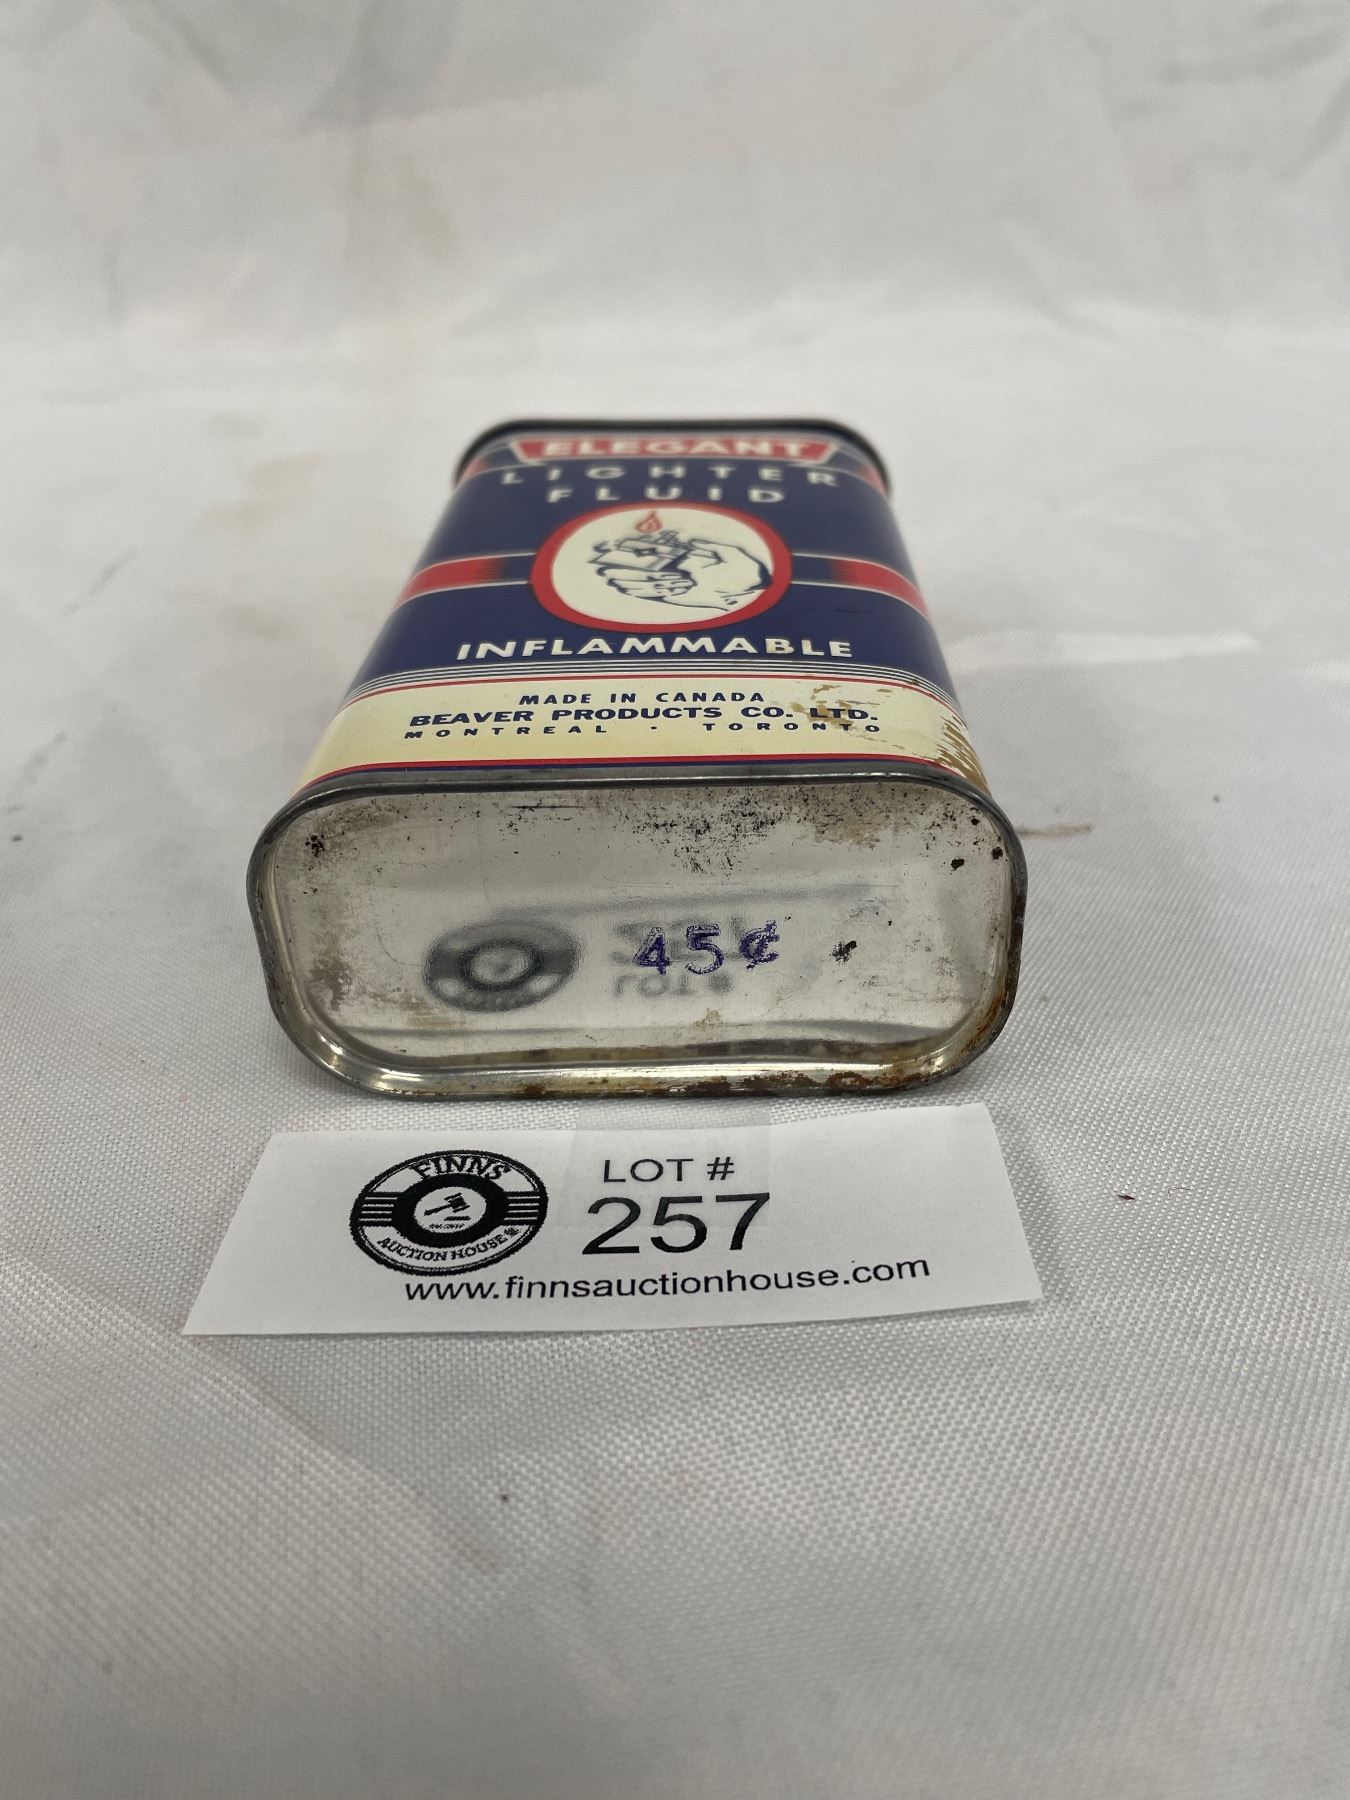 ELEGANT
LIGHTER
FLUID
INFLAMMABLE
MADE IN CANADA
BEAVER PRODUCTS CO. LTD.
MONTREAL · TORONTO
45¢
FINNS
AUCTION HOUSE
LOT #
257
www.finnsauctionhouse.com